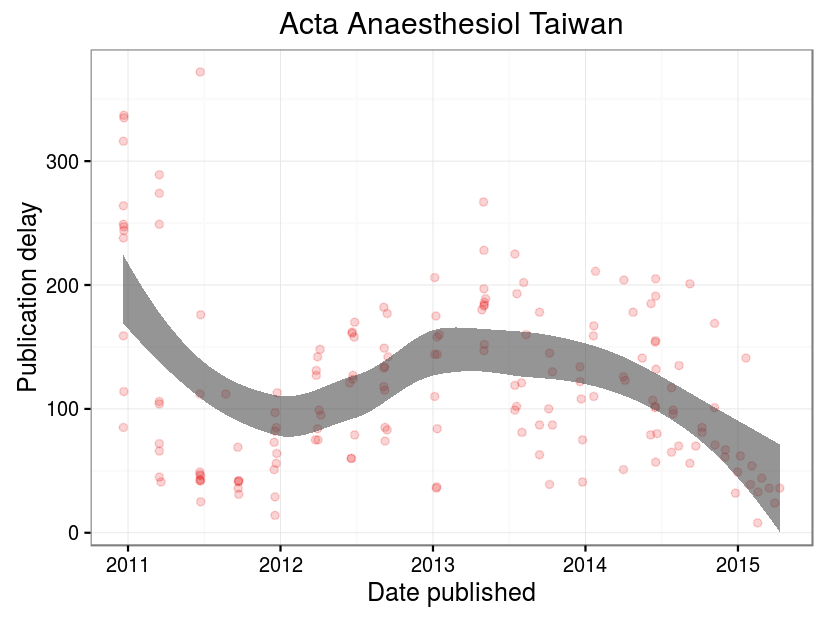 Acta Anaesthesiol Taiwan
Publication delay
300
200
100
0
2011 2012 2013 2014 2015
Date published